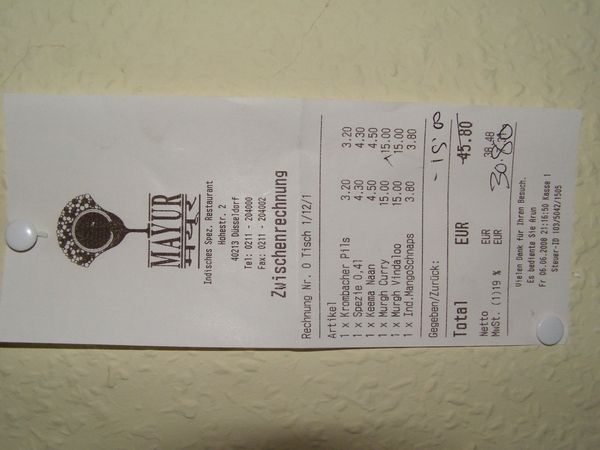 MAYUR
मयूर
Indisches Spez. Restaurant
Hohestr. 2
40213 Düsseldorf
Tel: 0211 - 204000
Fax: 0211 - 204002
Zwischenrechnung
Rechnung Nr. 0 Tisch 1/12/1
Artikel
1 x Krombacher Pils 3.20 3.20
1 x Spezie 0,4l 4.30 4.30
1 x Keema Naan 4.50 4.50
1 x Murgh Curry 15.00 15.00
1 x Murgh Vindaloo 15.00 15.00
1 x Ind.MangoSchnaps 3.80 3.80
Gegeben/Zurück: - 15.00
Total EUR 45.80
Netto EUR 38.48
MwSt. (1)19 % EUR
30.80
Vielen Dank für Ihren Besuch.
Es bediente Sie Arun
Fr 06.06.2008 21:16:50 Kasse 1
Steuer-ID 103/5042/1505